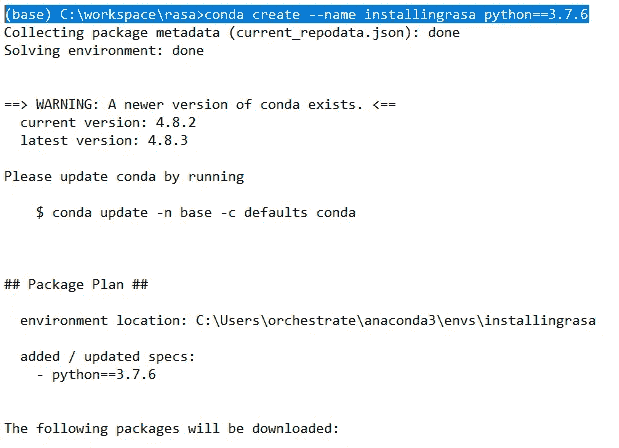 (base) C:\workspace\rasa>conda create --name installingrasa python==3.7.6
Collecting package metadata (current_repodata.json): done
Solving environment: done
==> WARNING: A newer version of conda exists. <==
current version: 4.8.2
latest version: 4.8.3
Please update conda by running
$ conda update -n base -c defaults conda
## Package Plan ##
environment location: C:\Users\orchestrate\anaconda3\envs\installingrasa
added / updated specs:
- python==3.7.6
The following packages will be downloaded: